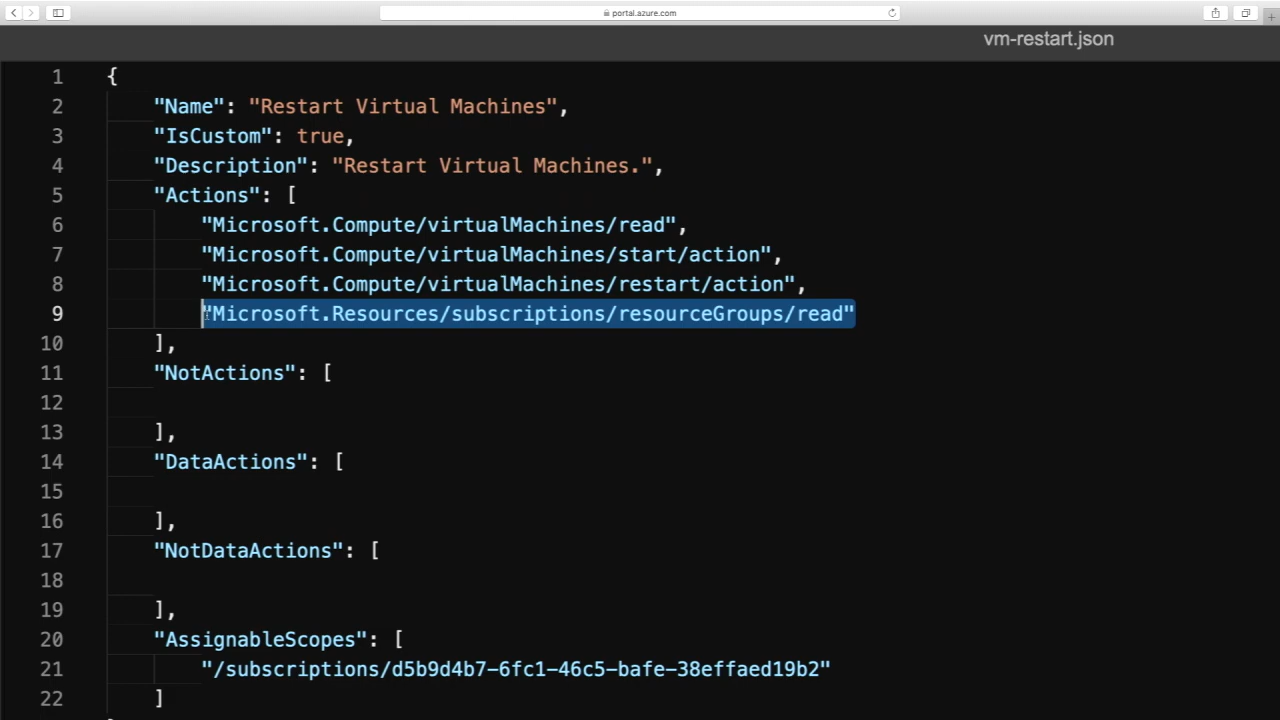 portal.azure.com
vm-restart.json
1 {
2 "Name": "Restart Virtual Machines",
3 "IsCustom": true,
4 "Description": "Restart Virtual Machines.",
5 "Actions": [
6 "Microsoft.Compute/virtualMachines/read",
7 "Microsoft.Compute/virtualMachines/start/action",
8 "Microsoft.Compute/virtualMachines/restart/action",
9 "Microsoft.Resources/subscriptions/resourceGroups/read"
10 ],
11 "NotActions": [
12
13 ],
14 "DataActions": [
15
16 ],
17 "NotDataActions": [
18
19 ],
20 "AssignableScopes": [
21 "/subscriptions/d5b9d4b7-6fc1-46c5-bafe-38effaed19b2"
22 ]